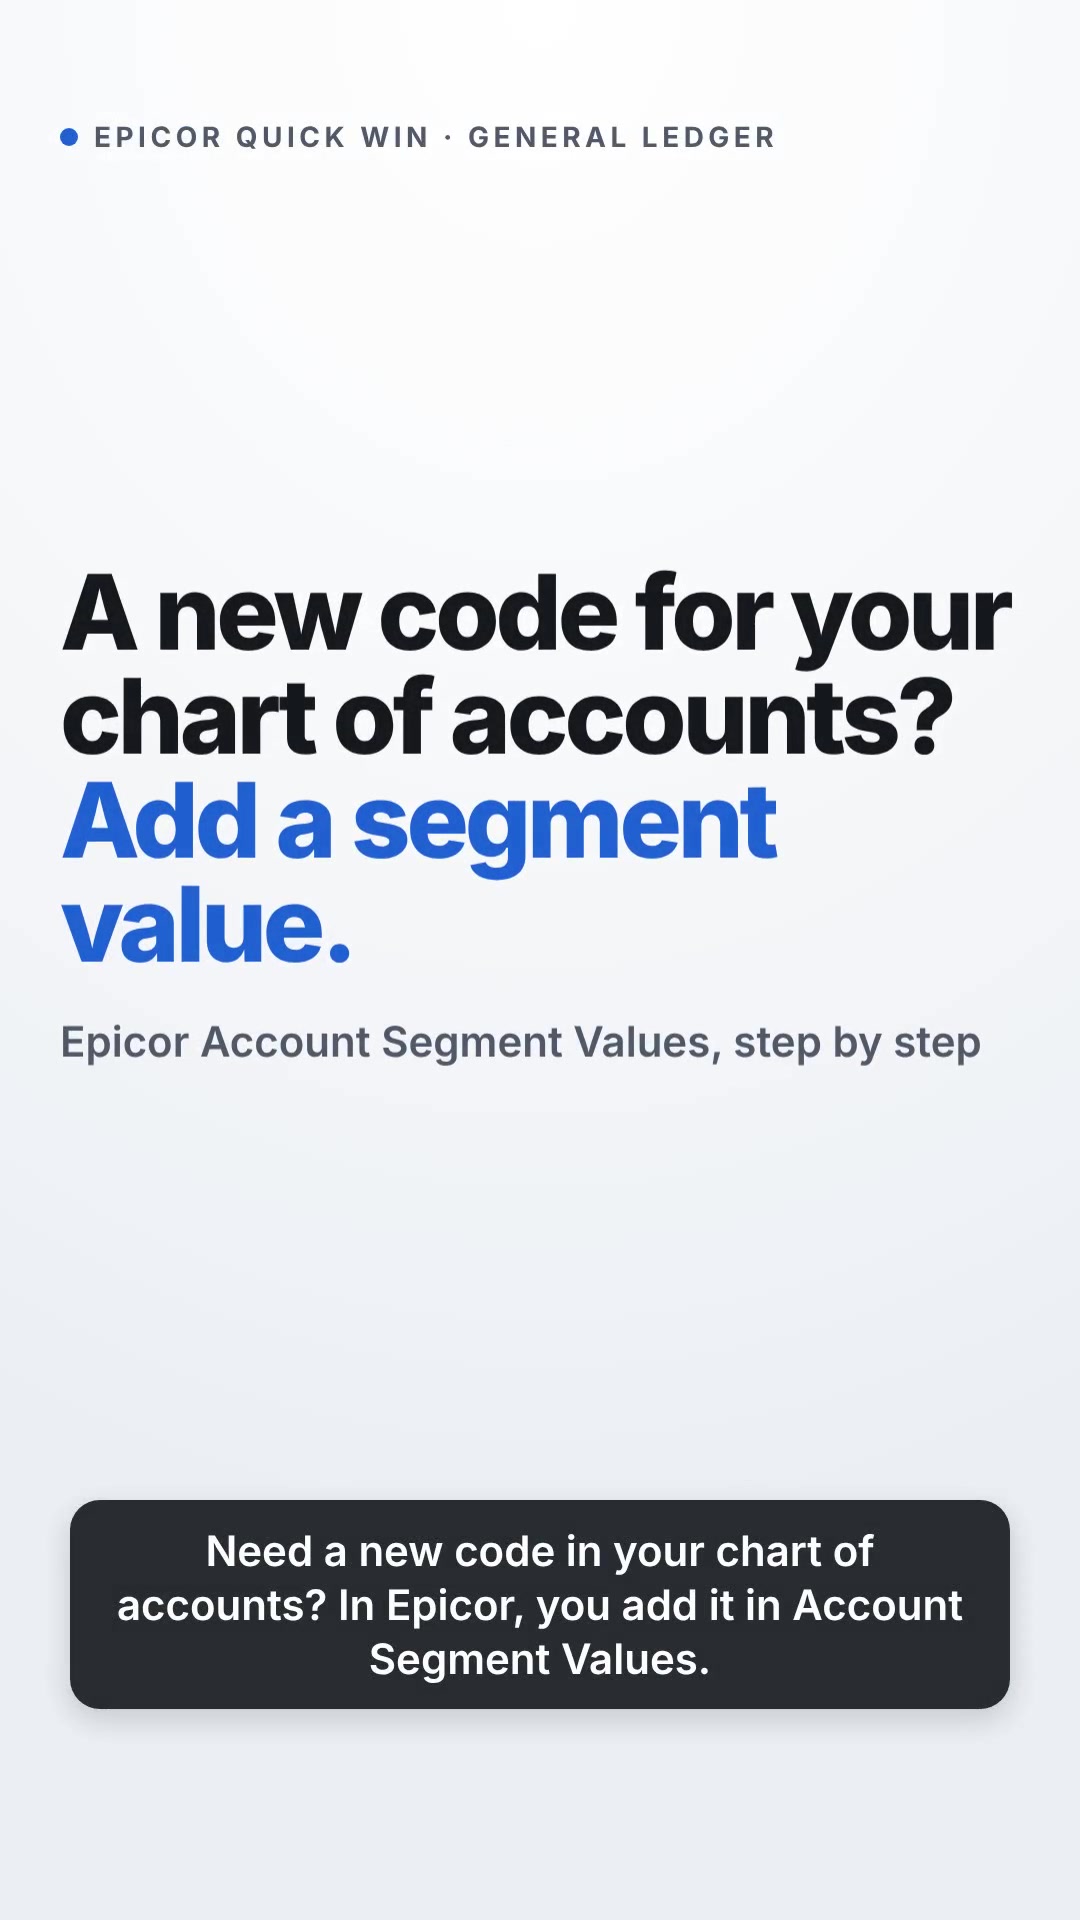 EPICOR QUICK WIN · GENERAL LEDGER
A new code for your
chart of accounts?
Add a segment
value.
Epicor Account Segment Values, step by step
Need a new code in your chart of
accounts? In Epicor, you add it in Account
Segment Values.